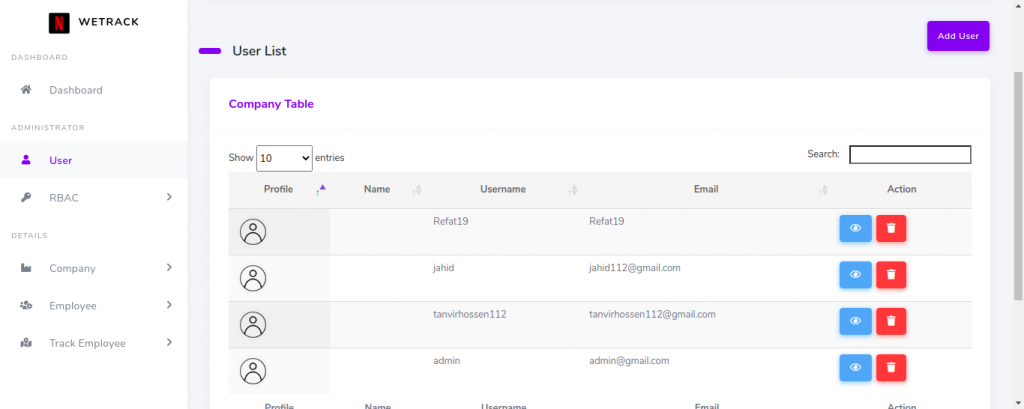 N WETRACK
DASHBOARD
Dashboard
ADMINISTRATOR
User
RBAC
DETAILS
Company
Employee
Track Employee
Add User
User List
Company Table
Show 10 entries Search:
Profile Name Username Email Action
Refat19 Refat19
jahid jahid112@gmail.com
tanvirhossen112 tanvirhossen112@gmail.com
admin admin@gmail.com
Profile Name Username Email Action